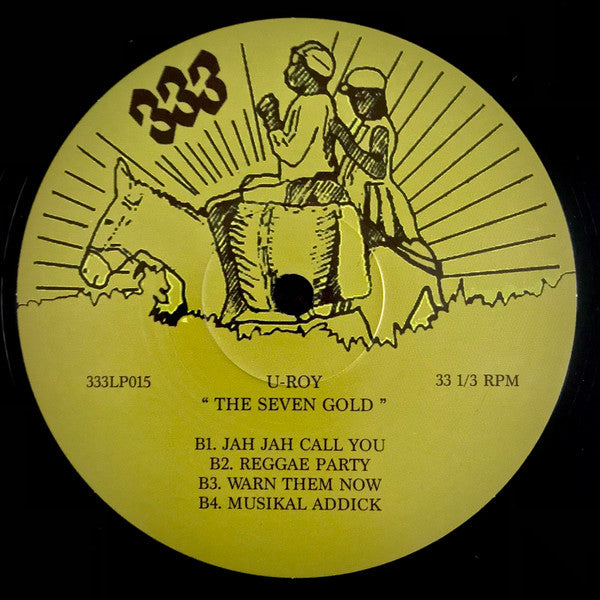 333
333LP015 U-ROY 33 1/3 RPM
“ THE SEVEN GOLD ”
B1. JAH JAH CALL YOU
B2. REGGAE PARTY
B3. WARN THEM NOW
B4. MUSIKAL ADDICK